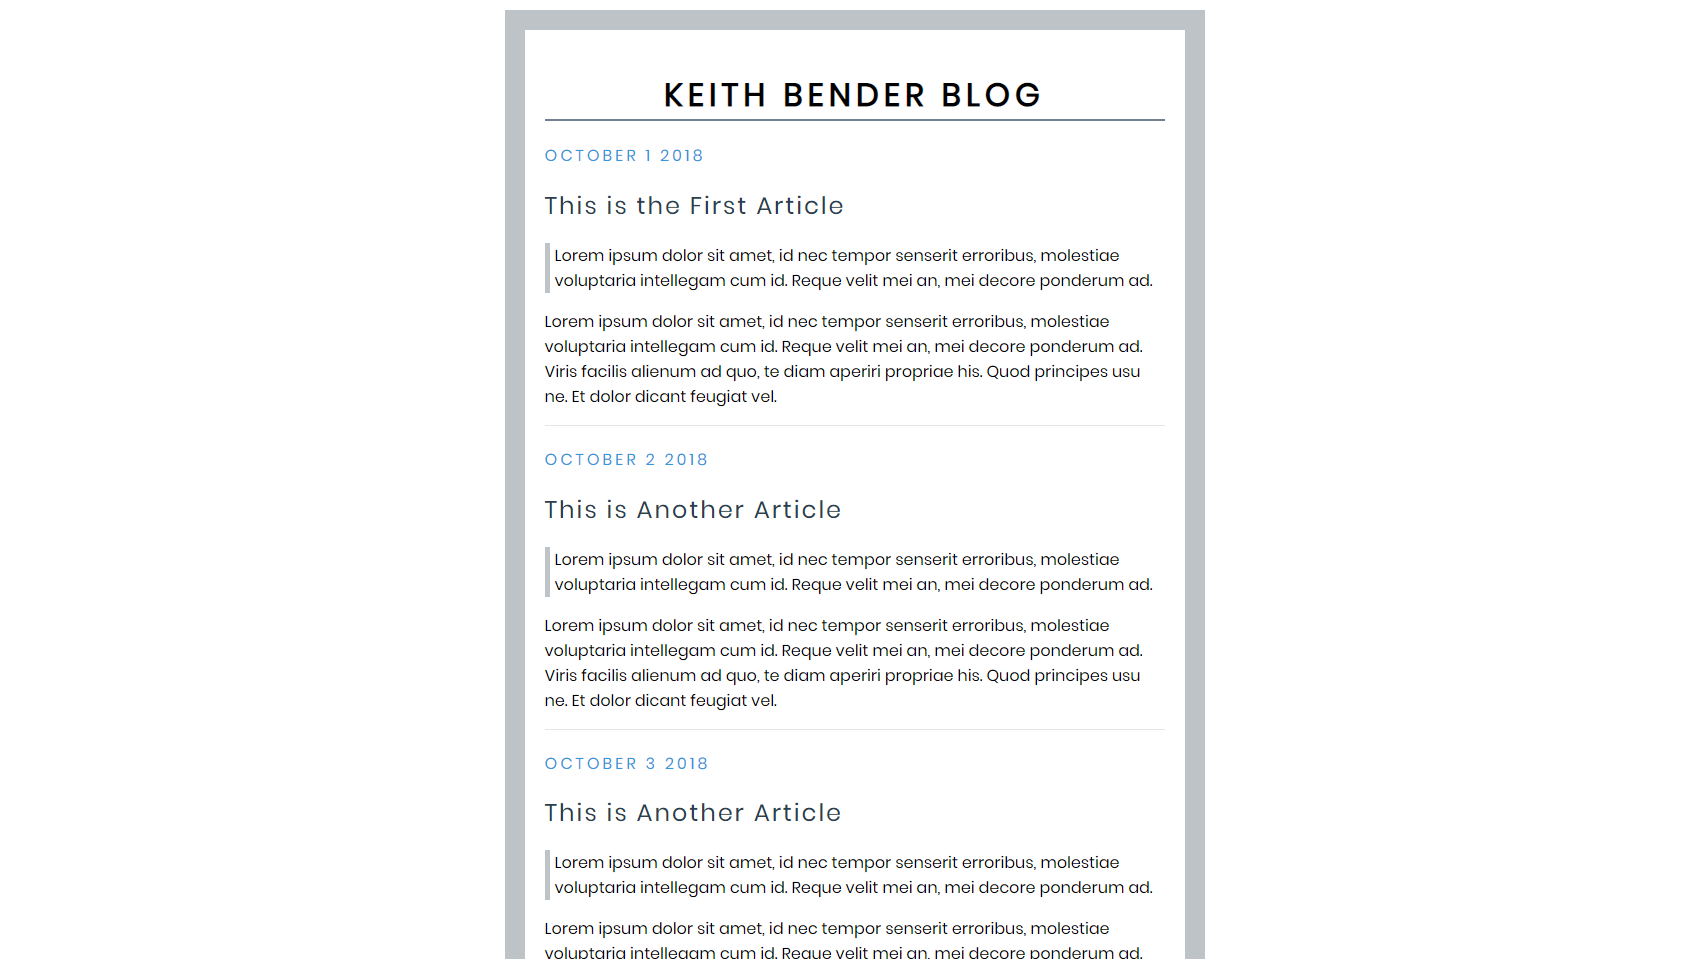 KEITH BENDER BLOG
OCTOBER 1 2018
This is the First Article
Lorem ipsum dolor sit amet, id nec tempor senserit erroribus, molestiae
voluptaria intellegam cum id. Reque velit mei an, mei decore ponderum ad.
Lorem ipsum dolor sit amet, id nec tempor senserit erroribus, molestiae
voluptaria intellegam cum id. Reque velit mei an, mei decore ponderum ad.
Viris facilis alienum ad quo, te diam aperiri propriae his. Quod principes usu
ne. Et dolor dicant feugiat vel.
OCTOBER 2 2018
This is Another Article
Lorem ipsum dolor sit amet, id nec tempor senserit erroribus, molestiae
voluptaria intellegam cum id. Reque velit mei an, mei decore ponderum ad.
Lorem ipsum dolor sit amet, id nec tempor senserit erroribus, molestiae
voluptaria intellegam cum id. Reque velit mei an, mei decore ponderum ad.
Viris facilis alienum ad quo, te diam aperiri propriae his. Quod principes usu
ne. Et dolor dicant feugiat vel.
OCTOBER 3 2018
This is Another Article
Lorem ipsum dolor sit amet, id nec tempor senserit erroribus, molestiae
voluptaria intellegam cum id. Reque velit mei an, mei decore ponderum ad.
Lorem ipsum dolor sit amet, id nec tempor senserit erroribus, molestiae
voluptaria intellegam cum id. Reque velit mei an, mei decore ponderum ad.